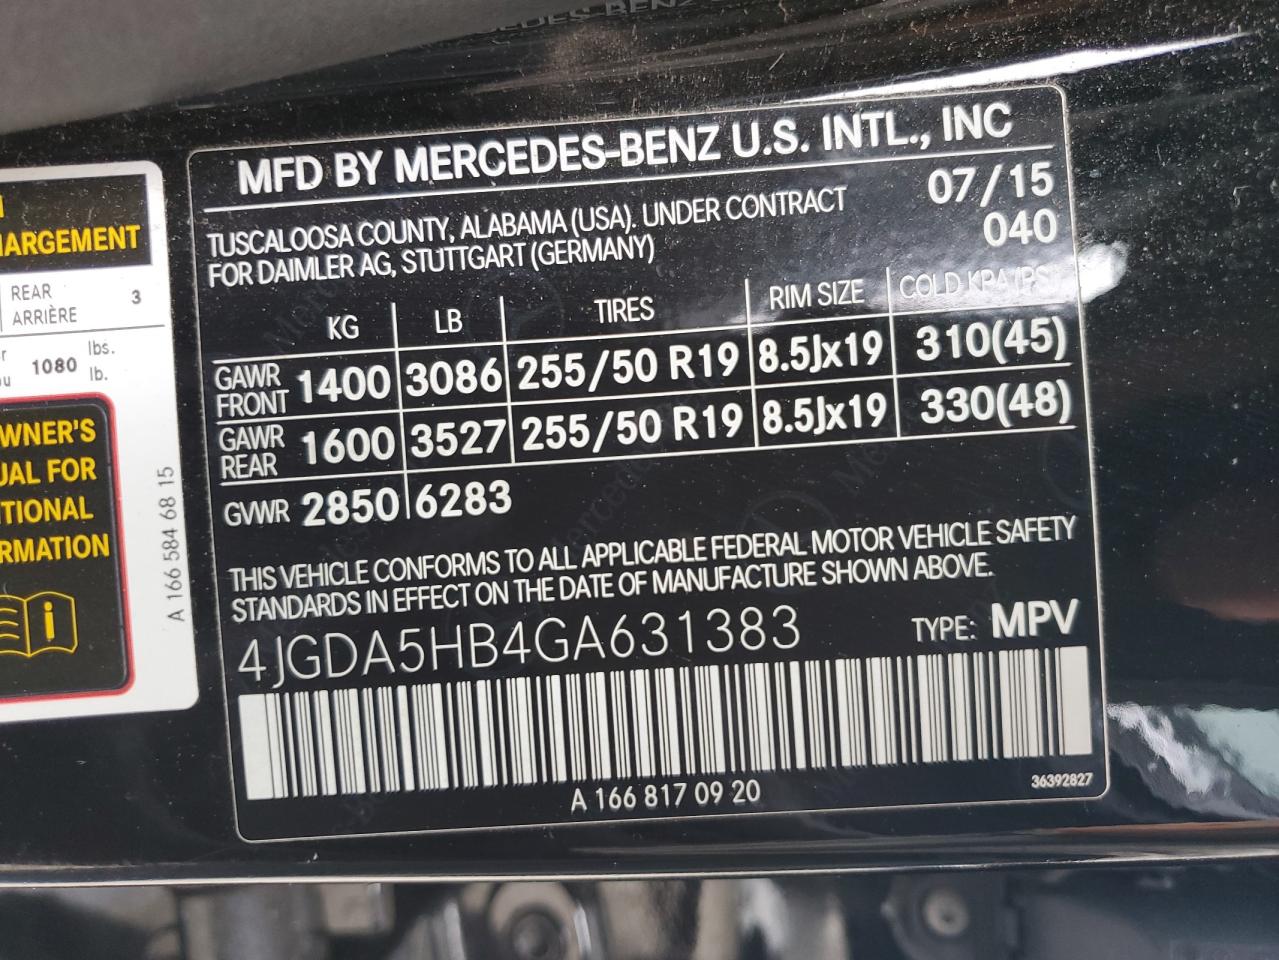 MFD BY MERCEDES-BENZ U.S. INTL., INC
TUSCALOOSA COUNTY, ALABAMA (USA). UNDER CONTRACT 07/15
FOR DAIMLER AG, STUTTGART (GERMANY) 040
KG LB TIRES RIM SIZE COLD KPA(PSI)
GAWR FRONT 1400 3086 255/50 R19 8.5Jx19 310(45)
GAWR REAR 1600 3527 255/50 R19 8.5Jx19 330(48)
GVWR 2850 6283
THIS VEHICLE CONFORMS TO ALL APPLICABLE FEDERAL MOTOR VEHICLE SAFETY
STANDARDS IN EFFECT ON THE DATE OF MANUFACTURE SHOWN ABOVE.
4JGDA5HB4GA631383 TYPE: MPV
A 166 817 09 20
36392827
ARGEMENT
REAR 3
ARRIÈRE
1080 lbs.
lb.
WNER'S
UAL FOR
TIONAL
RMATION
A 166 584 68 15